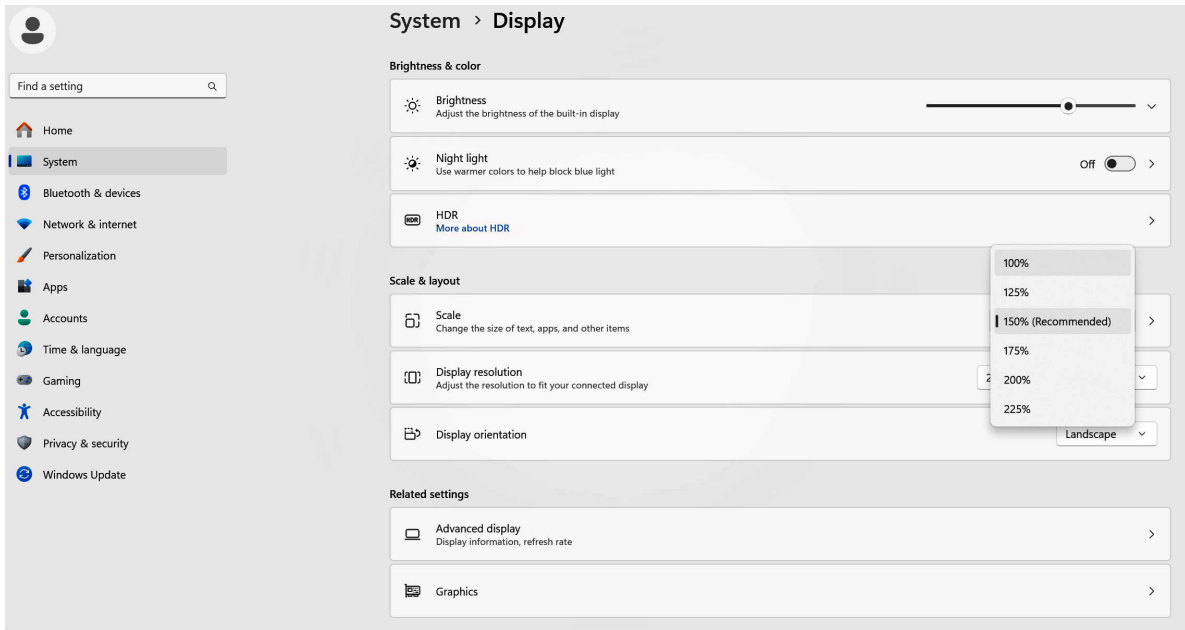 System > Display
Find a setting
Home
System
Bluetooth & devices
Network & internet
Personalization
Apps
Accounts
Time & language
Gaming
Accessibility
Privacy & security
Windows Update
Brightness & color
Brightness
Adjust the brightness of the built-in display
Night light
Use warmer colors to help block blue light
Off
HDR
HDR
More about HDR
Scale & layout
Scale
Change the size of text, apps, and other items
100%
125%
150% (Recommended)
175%
200%
225%
Display resolution
Adjust the resolution to fit your connected display
Display orientation
Landscape
Related settings
Advanced display
Display information, refresh rate
Graphics